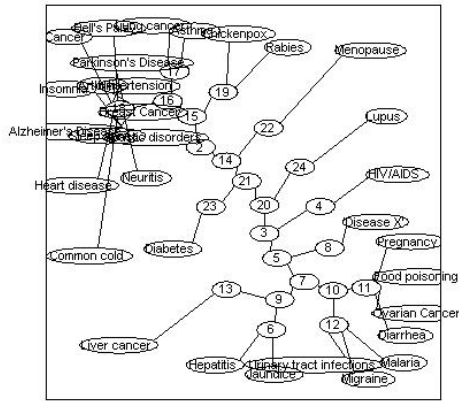 Bell's Palsy
Lung cancer
Cancer
Asthma
Chickenpox
Rabies
Menopause
Parkinson's Disease
17
Insomnia
Hypertension
16
19
Breast Cancer
15
22
Lupus
Alzheimer's Disease
Sleep disorders
2
14
24
21
Neuritis
HIV/AIDS
Heart disease
23
20
4
Disease X'
3
Pregnancy
Diabetes
8
Common cold
5
Food poisoning
7
13
10
11
9
Ovarian Cancer
6
12
Diarrhea
Liver cancer
Hepatitis
Urinary tract infections
Malaria
Jaundice
Migraine